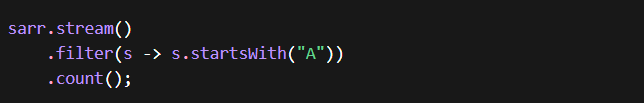 sarr.stream()
    .filter(s -> s.startsWith("A"))
    .count();